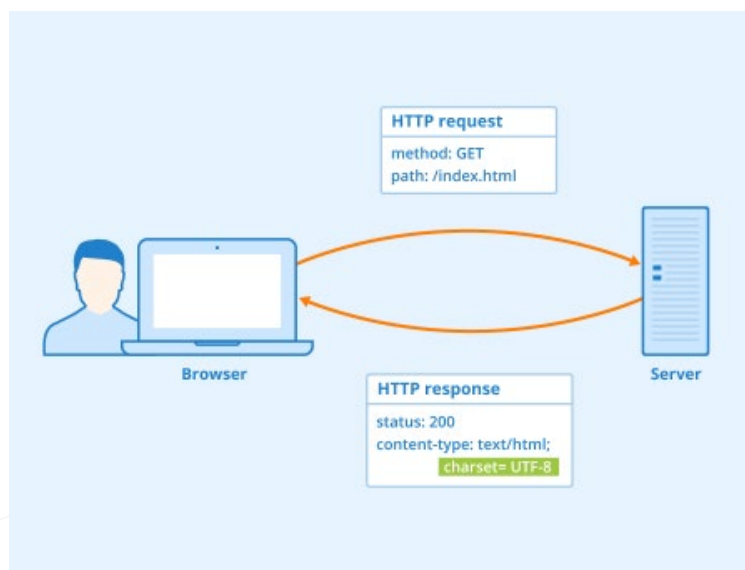 HTTP request
method: GET
path: /index.html
Browser
Server
HTTP response
status: 200
content-type: text/html;
charset= UTF-8